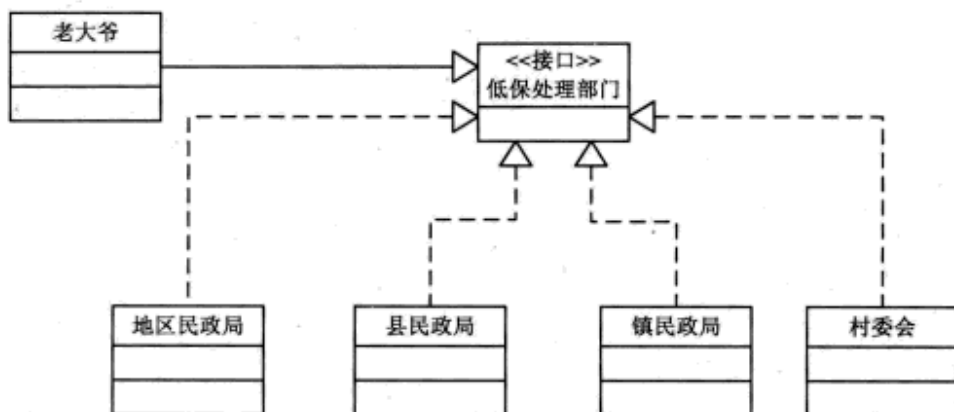 老大爷
<<接口>>
低保处理部门
地区民政局
县民政局
镇民政局
村委会